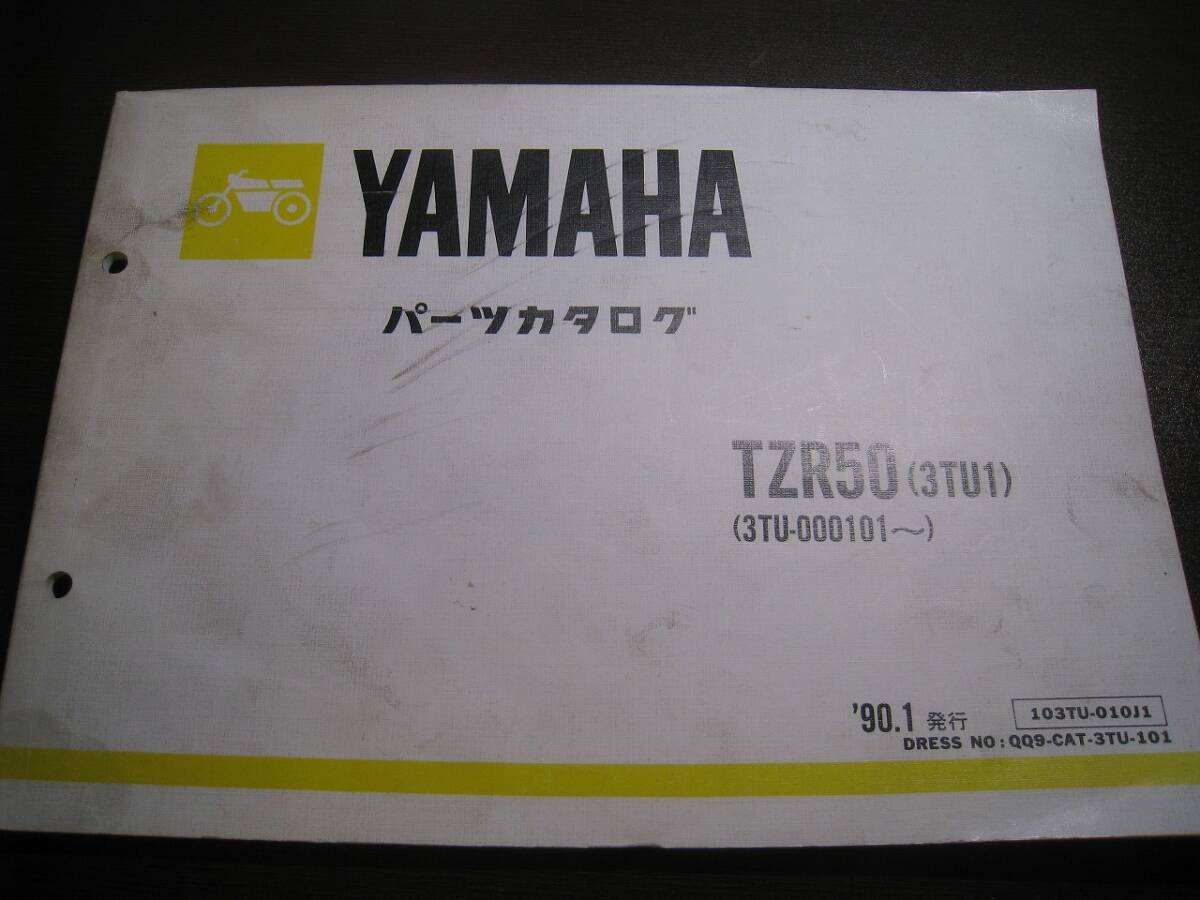 YAMAHA
パーツカタログ
TZR50 (3TU1)
(3TU-000101〜)
'90.1 発行
103TU-010J1
DRESS NO: QQ9-CAT-3TU-101